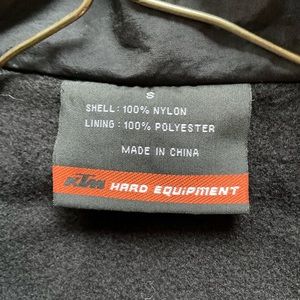 S
SHELL: 100% NYLON
LINING: 100% POLYESTER
MADE IN CHINA
KTM HARD EQUIPMENT